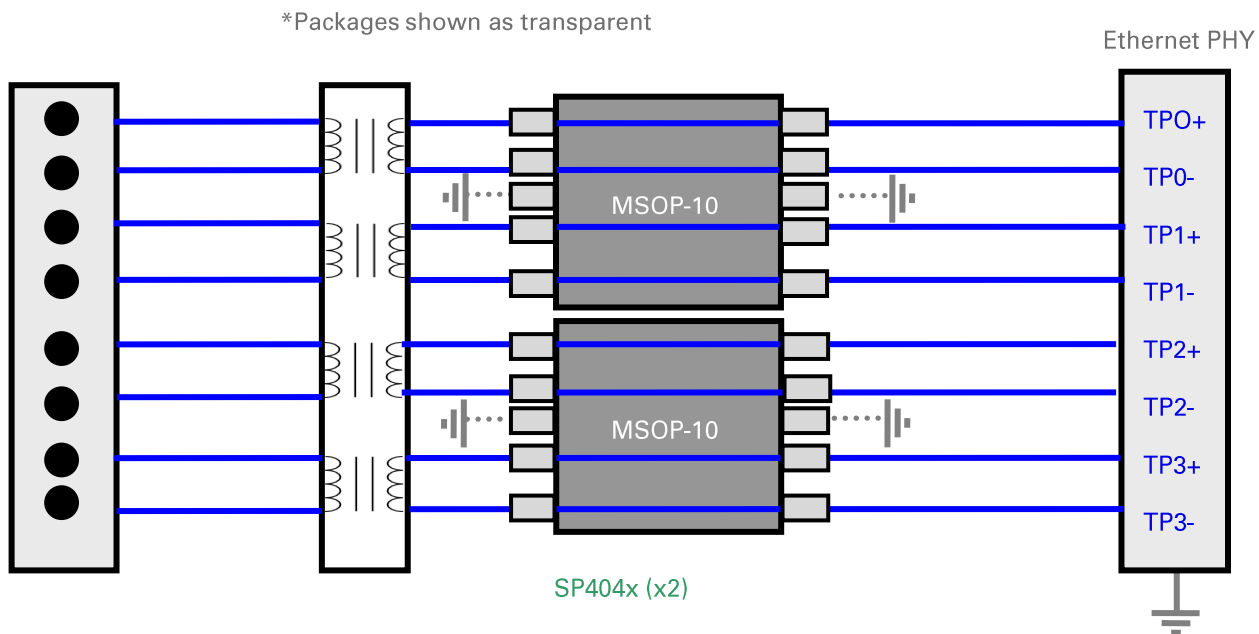 *Packages shown as transparent
Ethernet PHY
TPO+
TP0-
MSOP-10
TP1+
TP1-
TP2+
TP2-
MSOP-10
TP3+
TP3-
SP404x (x2)